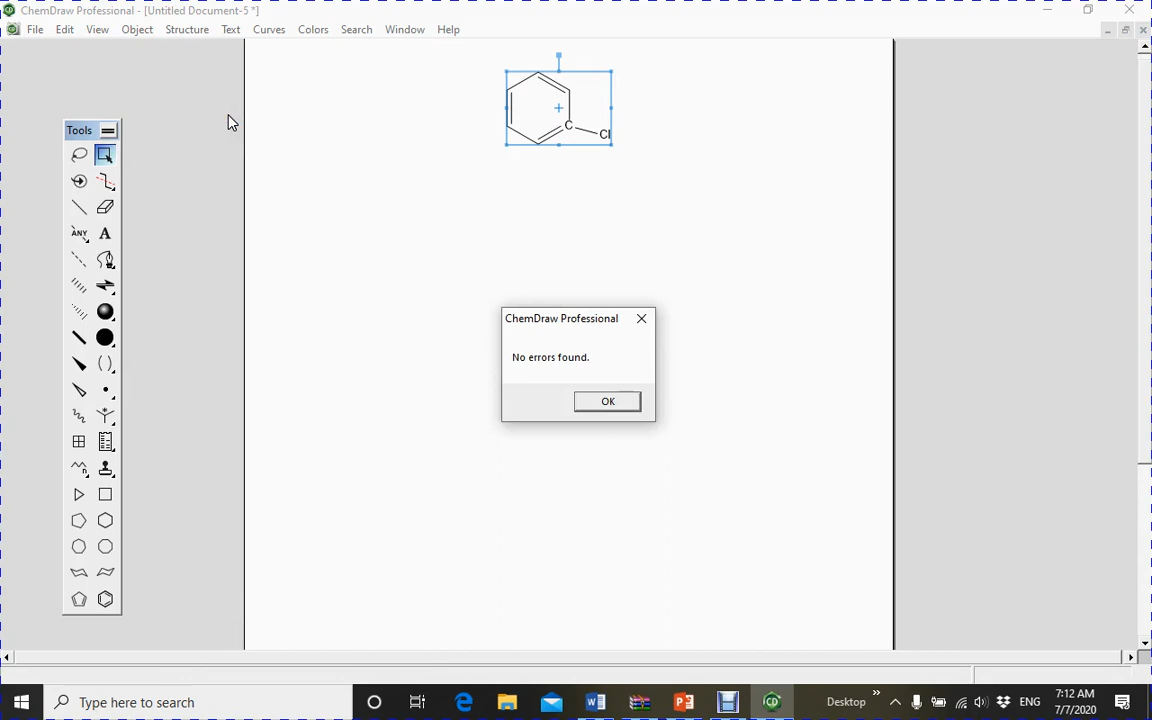 ChemDraw Professional - [Untitled Document-5 *]
File Edit View Object Structure Text Curves Colors Search Window Help
Tools
C
Cl
ANY
A
ChemDraw Professional
No errors found.
OK
Type here to search
Desktop
ENG
7:12 AM
7/7/2020